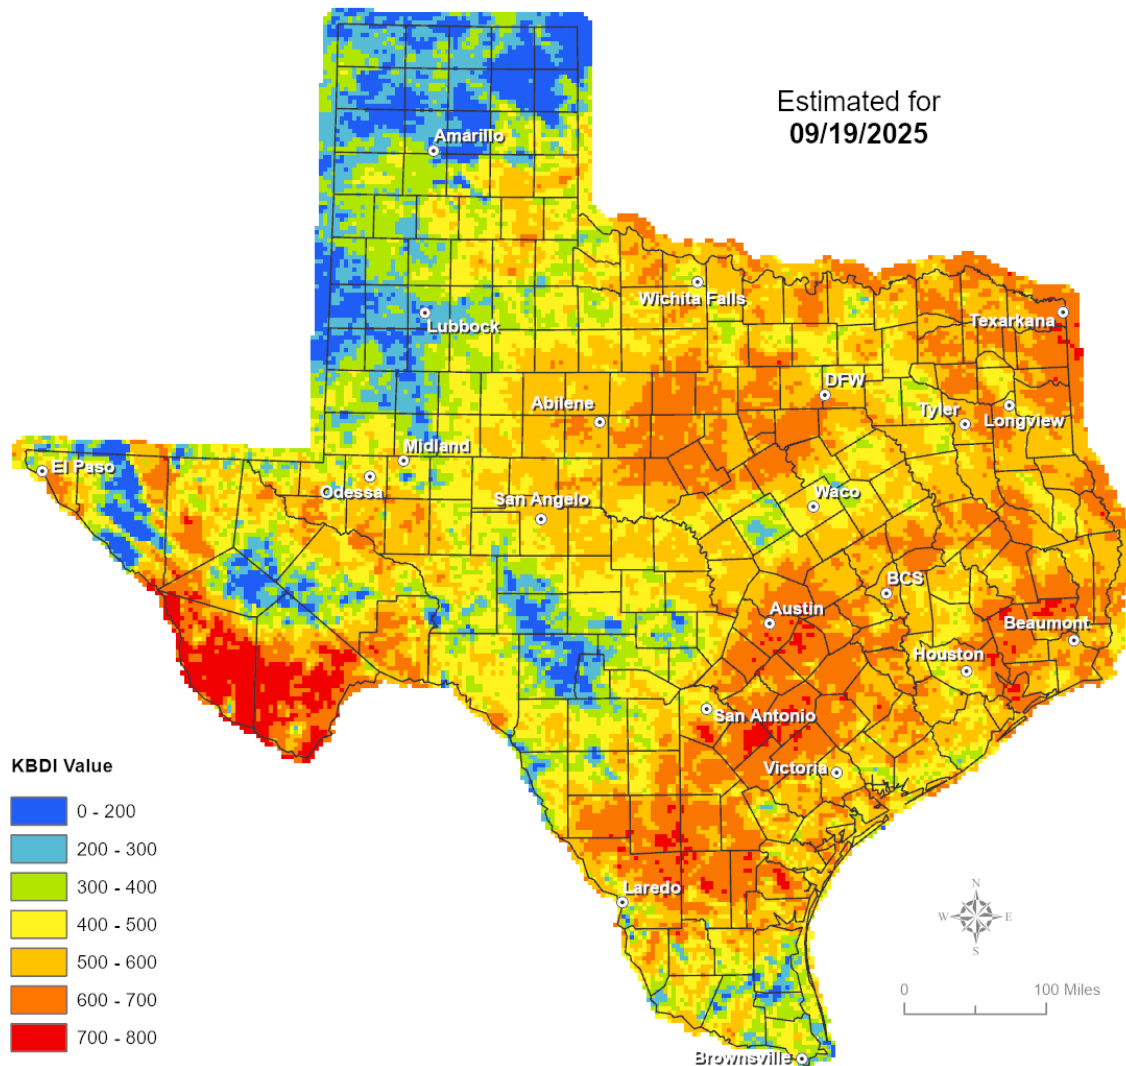 Estimated for
09/19/2025
Amarillo
Wichita Falls
Lubbock
Texarkana
DFW
Abilene
Tyler
Longview
Midland
El Paso
Odessa
San Angelo
Waco
BCS
Austin
Beaumont
Houston
San Antonio
Victoria
Laredo
Brownsville
KBDI Value
0 - 200
200 - 300
300 - 400
400 - 500
500 - 600
600 - 700
700 - 800
N
W E
S
0 100 Miles